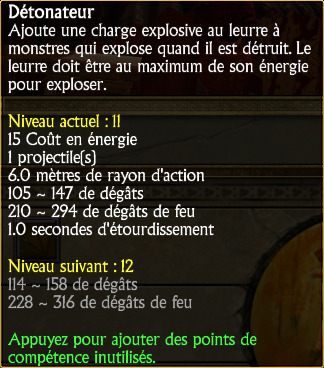 Détonateur
Ajoute une charge explosive au leurre à
monstres qui explose quand il est détruit. Le
leurre doit être au maximum de son énergie
pour exploser.
Niveau actuel : 11
15 Coût en énergie
1 projectile(s)
6.0 mètres de rayon d'action
105 ~ 147 de dégâts
210 ~ 294 de dégâts de feu
1.0 secondes d'étourdissement
Niveau suivant : 12
114 ~ 158 de dégâts
228 ~ 316 de dégâts de feu
Appuyez pour ajouter des points de
compétence inutilisés.